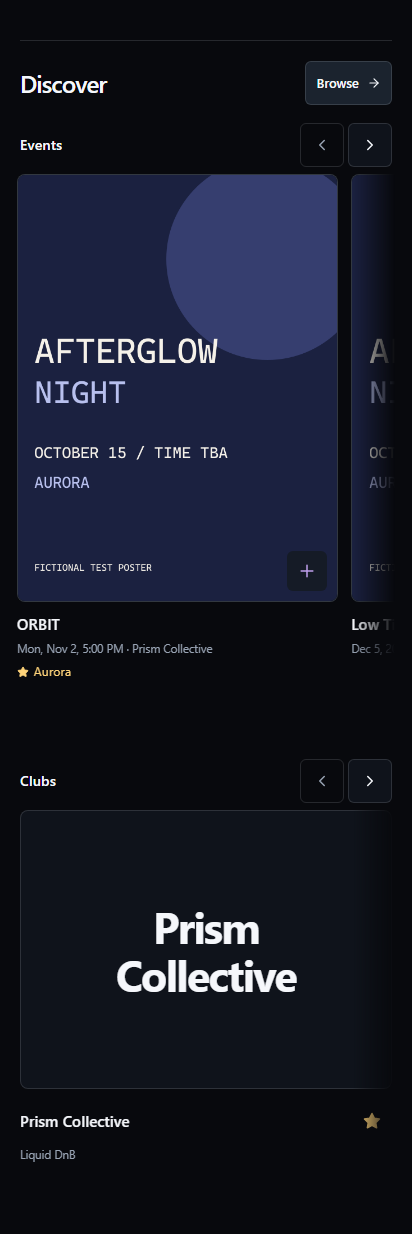 Discover
Browse
Events
AFTERGLOW
NIGHT
OCTOBER 15 / TIME TBA
AURORA
FICTIONAL TEST POSTER
ORBIT
Mon, Nov 2, 5:00 PM · Prism Collective
Aurora
Low
Dec 5,
Clubs
Prism
Collective
Prism Collective
Liquid DnB